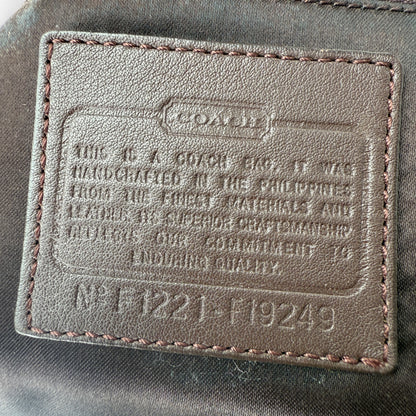 COACH
THIS IS A COACH BAG. IT WAS
HANDCRAFTED IN THE PHILIPPINES
FROM THE FINEST MATERIALS AND
LEATHER. ITS SUPERIOR CRAFTSMANSHIP
REFLECTS OUR COMMITMENT TO
ENDURING QUALITY.
Nº F1221-F19249